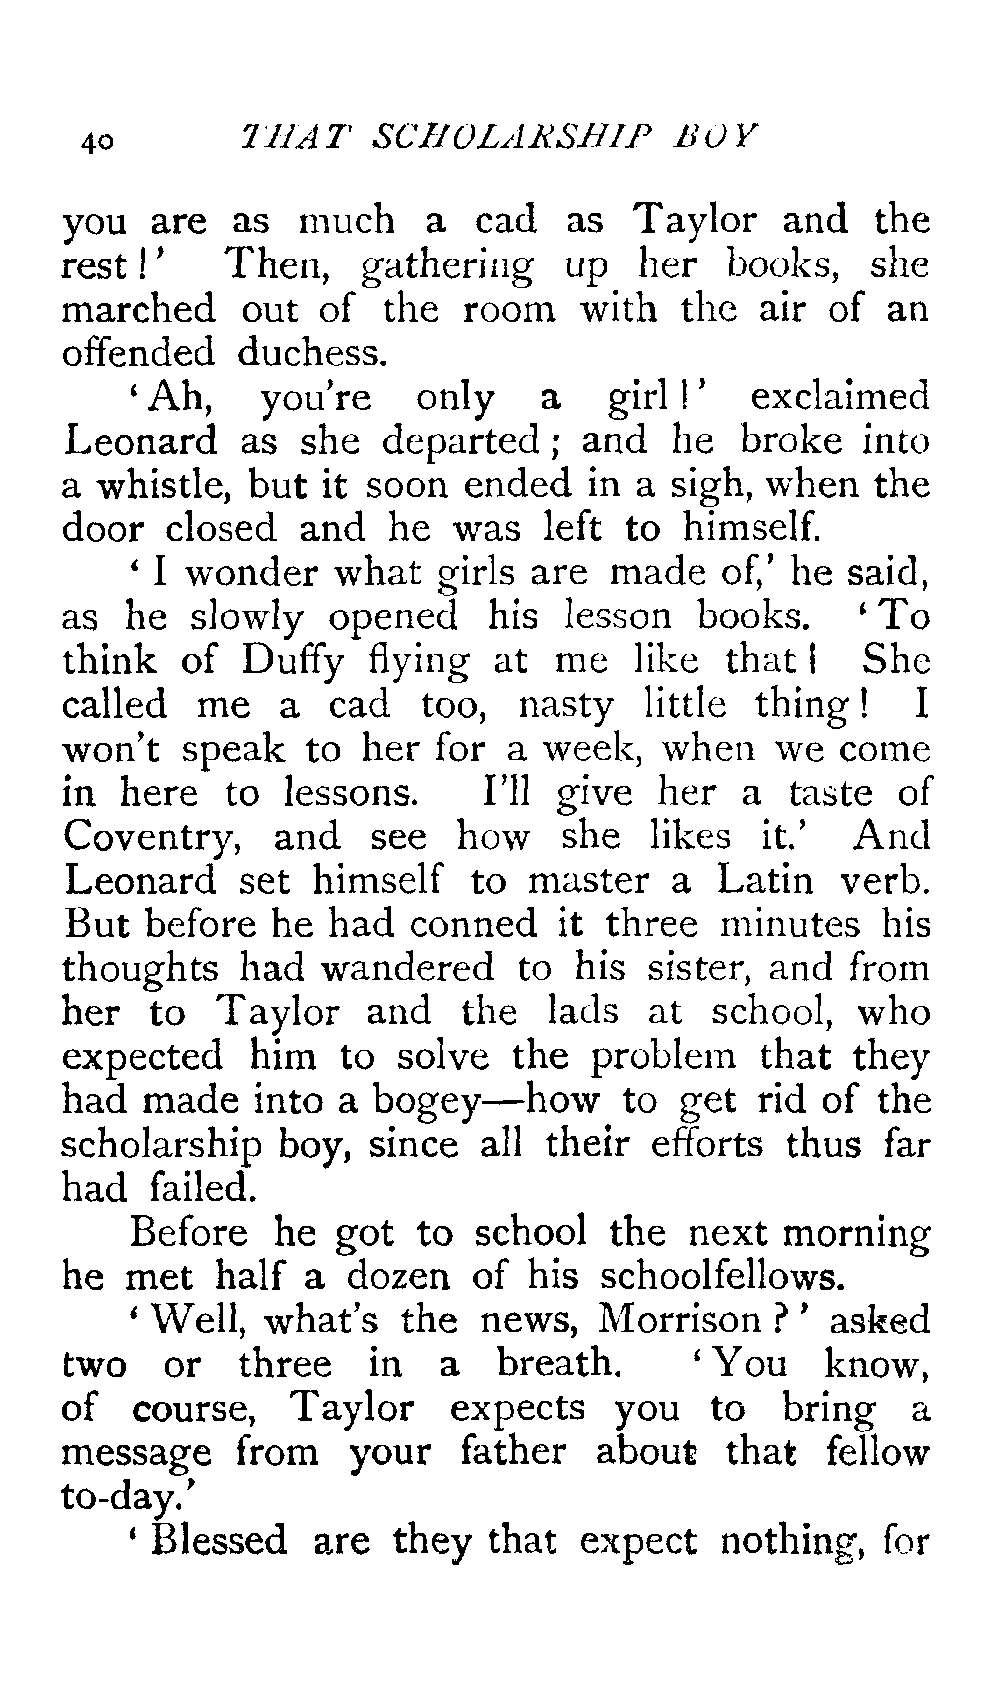 40 THAT SCHOLARSHIP BOY
you are as much a cad as Taylor and the
rest!’ Then, gathering up her books, she
marched out of the room with the air of an
offended duchess.
‘Ah, you're only a girl!’ exclaimed
Leonard as she departed; and he broke into
a whistle, but it soon ended in a sigh, when the
door closed and he was left to himself.
‘I wonder what girls are made of,’ he said,
as he slowly opened his lesson books. ‘To
think of Duffy flying at me like that! She
called me a cad too, nasty little thing! I
won't speak to her for a week, when we come
in here to lessons. I'll give her a taste of
Coventry, and see how she likes it.’ And
Leonard set himself to master a Latin verb.
But before he had conned it three minutes his
thoughts had wandered to his sister, and from
her to Taylor and the lads at school, who
expected him to solve the problem that they
had made into a bogey—how to get rid of the
scholarship boy, since all their efforts thus far
had failed.
Before he got to school the next morning
he met half a dozen of his schoolfellows.
‘Well, what's the news, Morrison?’ asked
two or three in a breath. ‘You know,
of course, Taylor expects you to bring a
message from your father about that fellow
to-day.’
‘Blessed are they that expect nothing, for